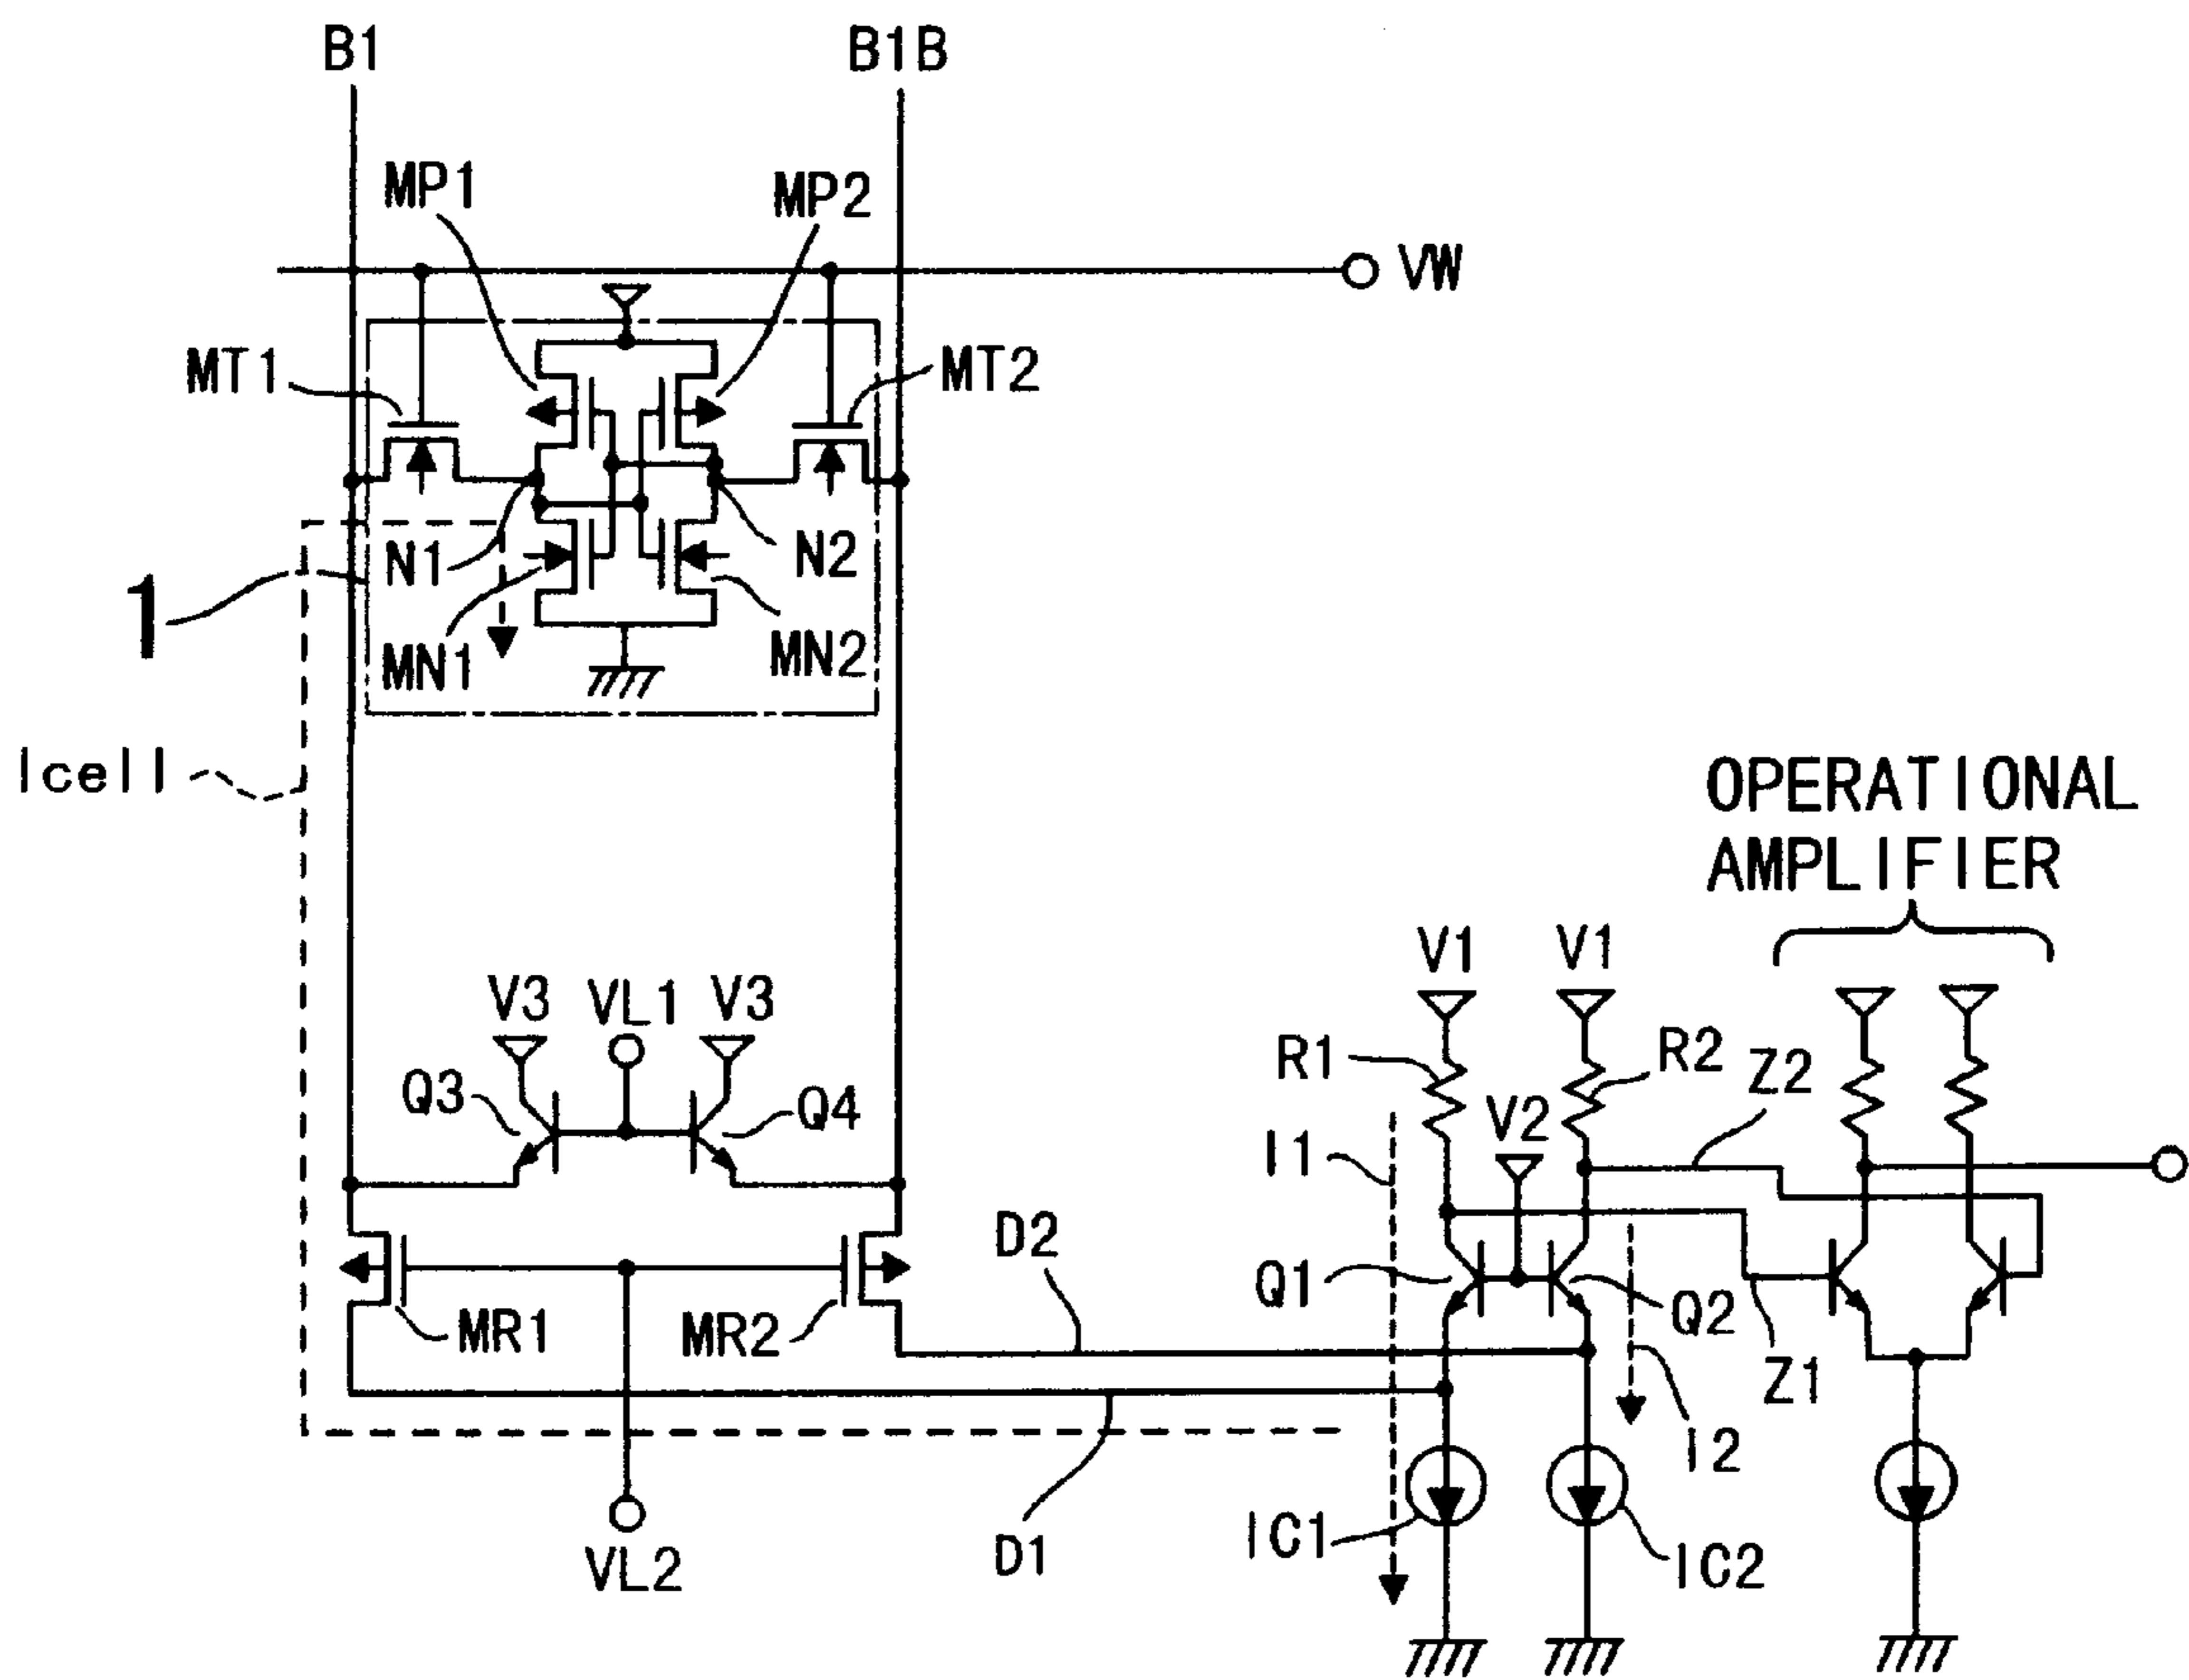 B1
B1B
MP1
MP2
VW
MT1
MT2
N1
N2
1
MN1
MN2
Icell
OPERATIONAL
AMPLIFIER
V3
VL1
V3
V1
V1
R1
R2
Z2
Q3
Q4
V2
I1
D2
Q1
Q2
MR1
MR2
Z1
I2
D1
IC1
IC2
VL2